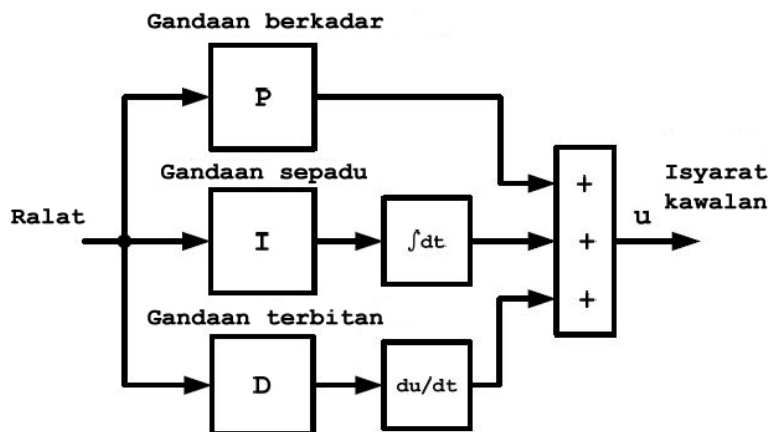 Gandaan berkadar
P
+
Gandaan sepadu
Isyarat
kawalan
Ralat
I
∫dt
+
u
+
Gandaan terbitan
D
du/dt